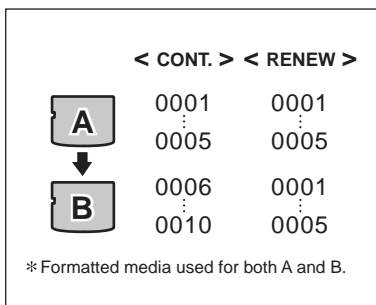 < CONT. > < RENEW >
A
0001 0001
⋮ ⋮
0005 0005
B
0006 0001
⋮ ⋮
0010 0005
* Formatted media used for both A and B.